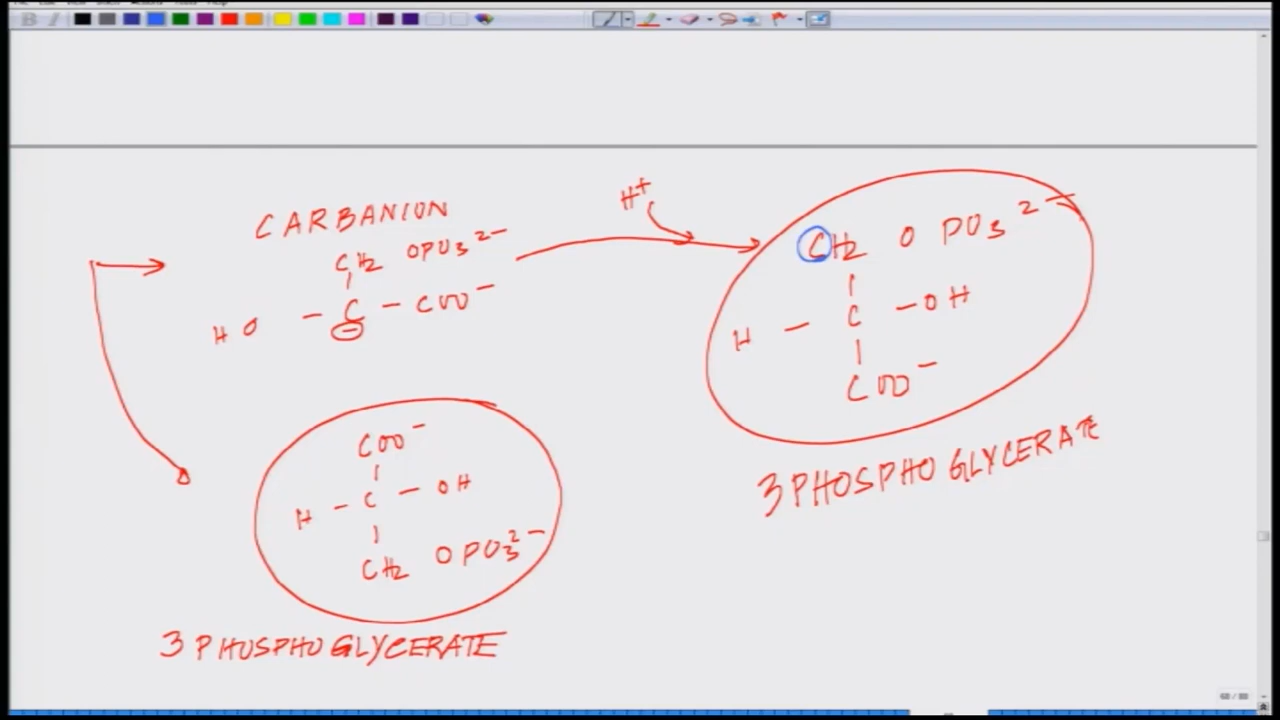 CARBANION
CH2 OPO3 2-
HO - C - COO-
-
H+
CH2 O PO3 2-
H - C - OH
COO-
3 PHOSPHO GLYCERATE
COO-
H - C - OH
CH2 O PO3 2-
3 PHOSPHO GLYCERATE